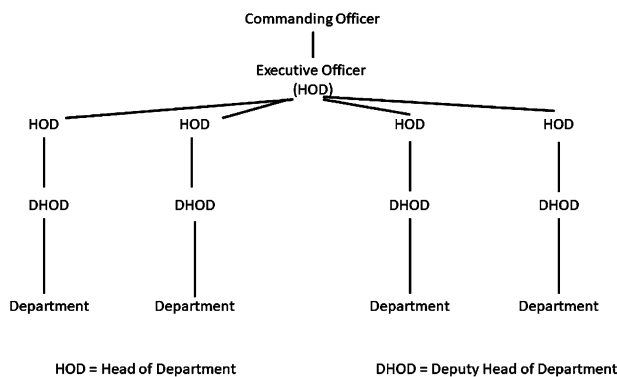 Commanding Officer
Executive Officer
(HOD)
HOD HOD HOD HOD
DHOD DHOD DHOD DHOD
Department Department Department Department
HOD = Head of Department DHOD = Deputy Head of Department